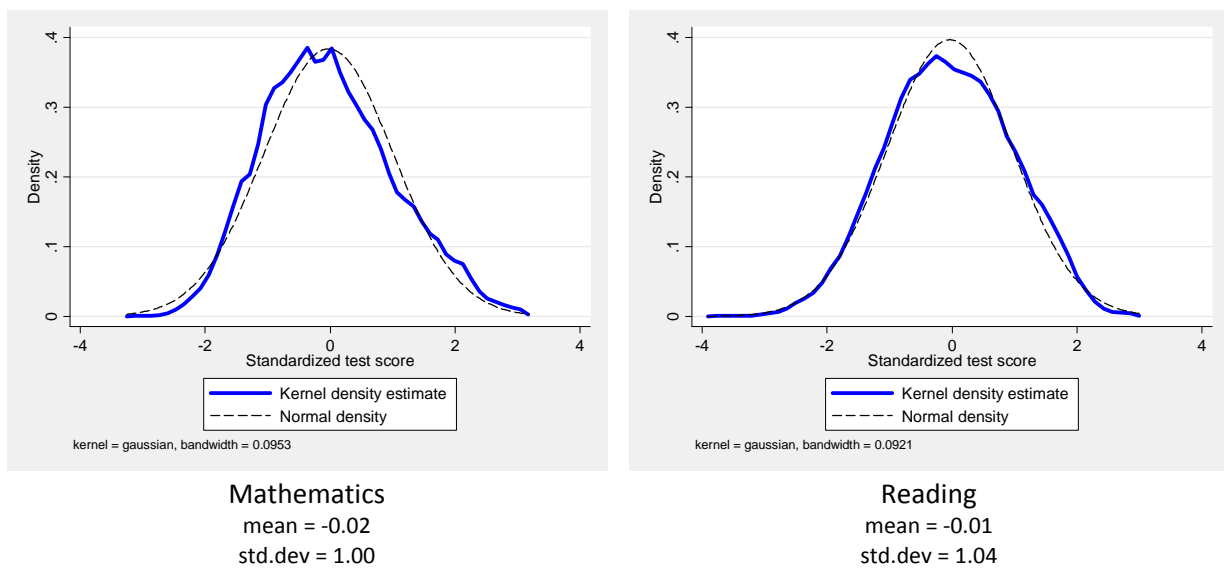 .4
.3
.2
.1
0
Density
-4 -2 0 2 4
Standardized test score
Kernel density estimate
Normal density
kernel = gaussian, bandwidth = 0.0953
Mathematics
mean = -0.02
std.dev = 1.00
.4
.3
.2
.1
0
Density
-4 -2 0 2 4
Standardized test score
Kernel density estimate
Normal density
kernel = gaussian, bandwidth = 0.0921
Reading
mean = -0.01
std.dev = 1.04